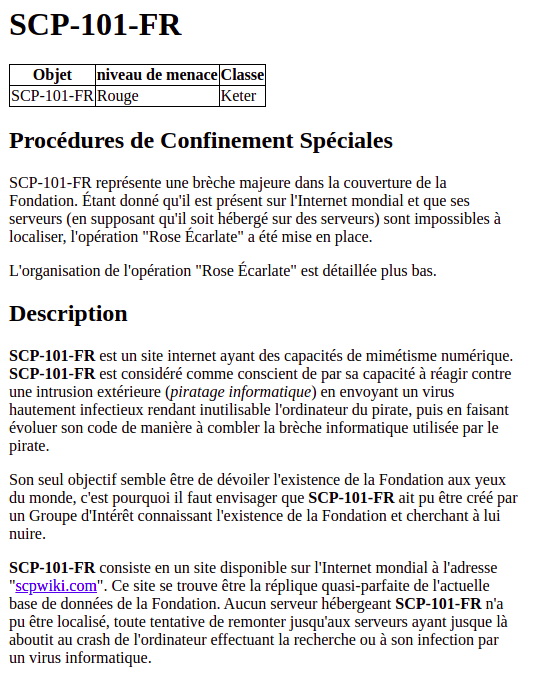 SCP-101-FR
Objet niveau de menace Classe
SCP-101-FR Rouge Keter
Procédures de Confinement Spéciales
SCP-101-FR représente une brèche majeure dans la couverture de la
Fondation. Étant donné qu'il est présent sur l'Internet mondial et que ses
serveurs (en supposant qu'il soit hébergé sur des serveurs) sont impossibles à
localiser, l'opération "Rose Écarlate" a été mise en place.
L'organisation de l'opération "Rose Écarlate" est détaillée plus bas.
Description
SCP-101-FR est un site internet ayant des capacités de mimétisme numérique.
SCP-101-FR est considéré comme conscient de par sa capacité à réagir contre
une intrusion extérieure (piratage informatique) en envoyant un virus
hautement infectieux rendant inutilisable l'ordinateur du pirate, puis en faisant
évoluer son code de manière à combler la brèche informatique utilisée par le
pirate.
Son seul objectif semble être de dévoiler l'existence de la Fondation aux yeux
du monde, c'est pourquoi il faut envisager que SCP-101-FR ait pu être créé par
un Groupe d'Intérêt connaissant l'existence de la Fondation et cherchant à lui
nuire.
SCP-101-FR consiste en un site disponible sur l'Internet mondial à l'adresse
"scpwiki.com". Ce site se trouve être la réplique quasi-parfaite de l'actuelle
base de données de la Fondation. Aucun serveur hébergeant SCP-101-FR n'a
pu être localisé, toute tentative de remonter jusqu'aux serveurs ayant jusque là
aboutit au crash de l'ordinateur effectuant la recherche ou à son infection par
un virus informatique.